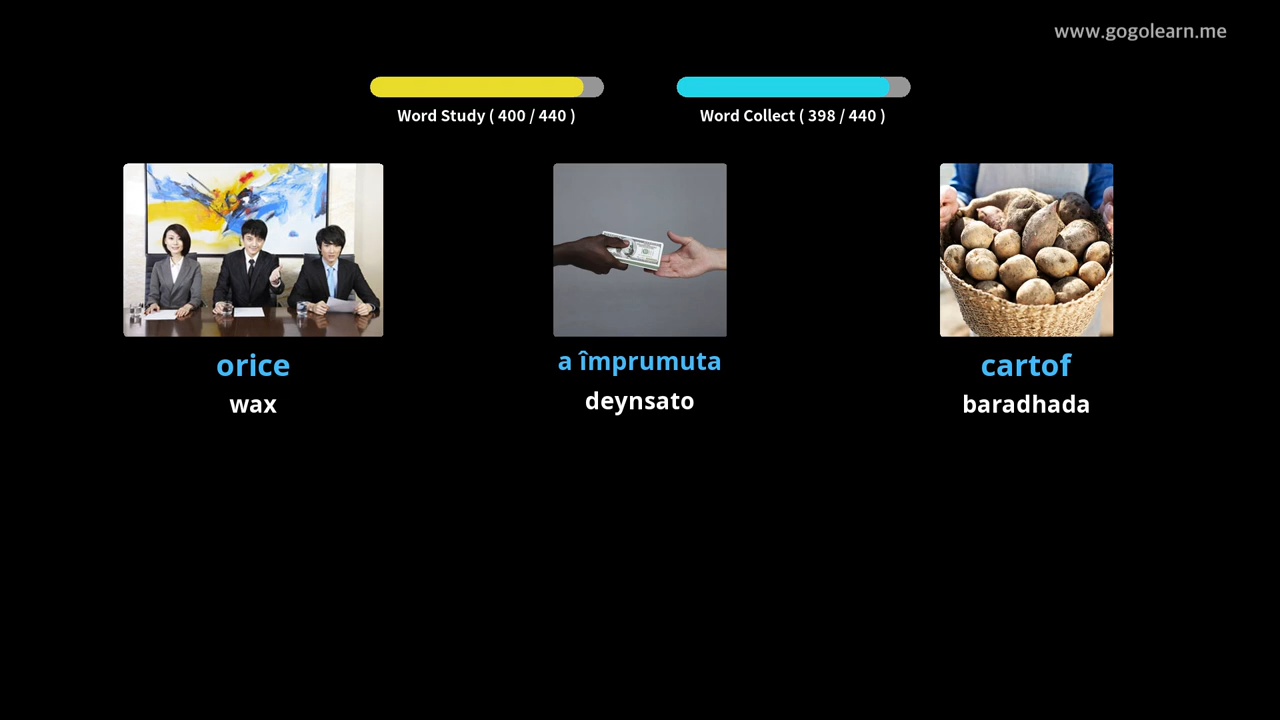 www.gogolearn.me
Word Study ( 400 / 440 )
Word Collect ( 398 / 440 )
orice
wax
a împrumuta
deynsato
cartof
baradhada